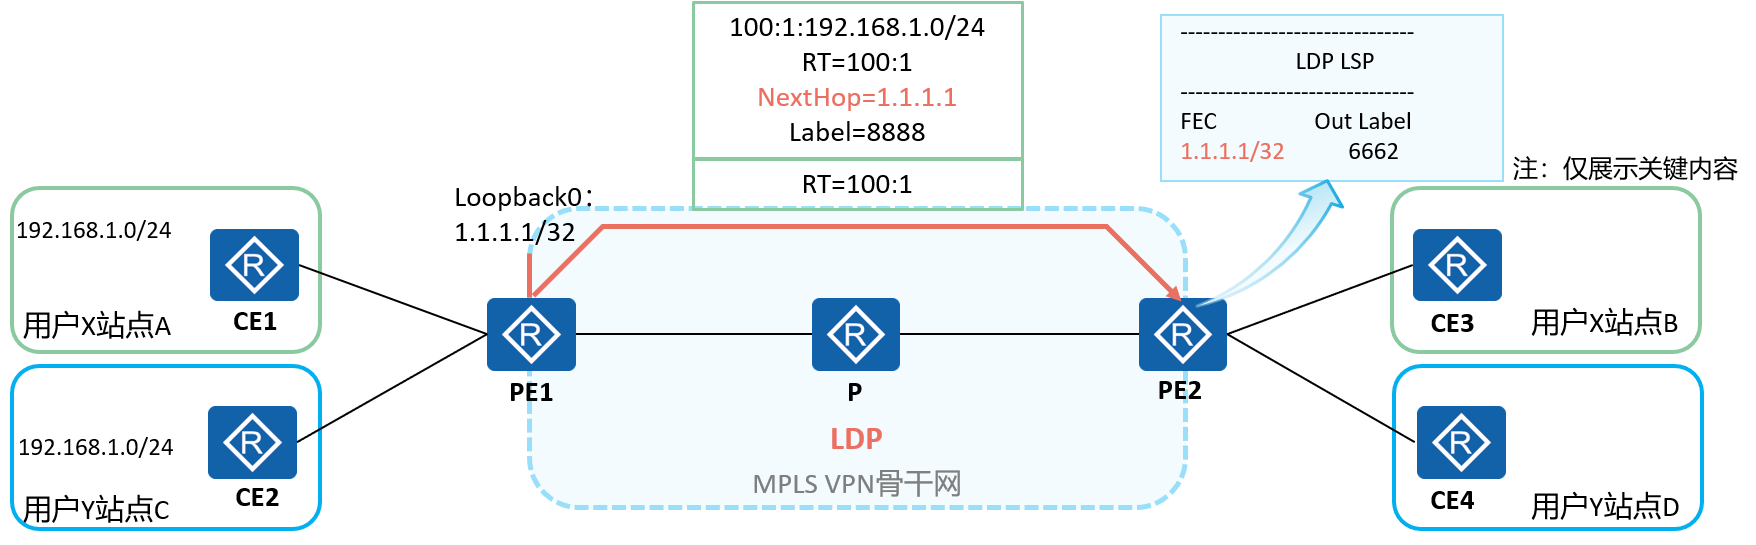 100:1:192.168.1.0/24
RT=100:1
NextHop=1.1.1.1
Label=8888
RT=100:1
-------------------------------
LDP LSP
-------------------------------
FEC Out Label
1.1.1.1/32 6662
注：仅展示关键内容
Loopback0：
1.1.1.1/32
192.168.1.0/24
R
CE1
用户X站点A
192.168.1.0/24
R
CE2
用户Y站点C
R
PE1
R
P
R
PE2
LDP
MPLS VPN骨干网
R
CE3
用户X站点B
R
CE4
用户Y站点D